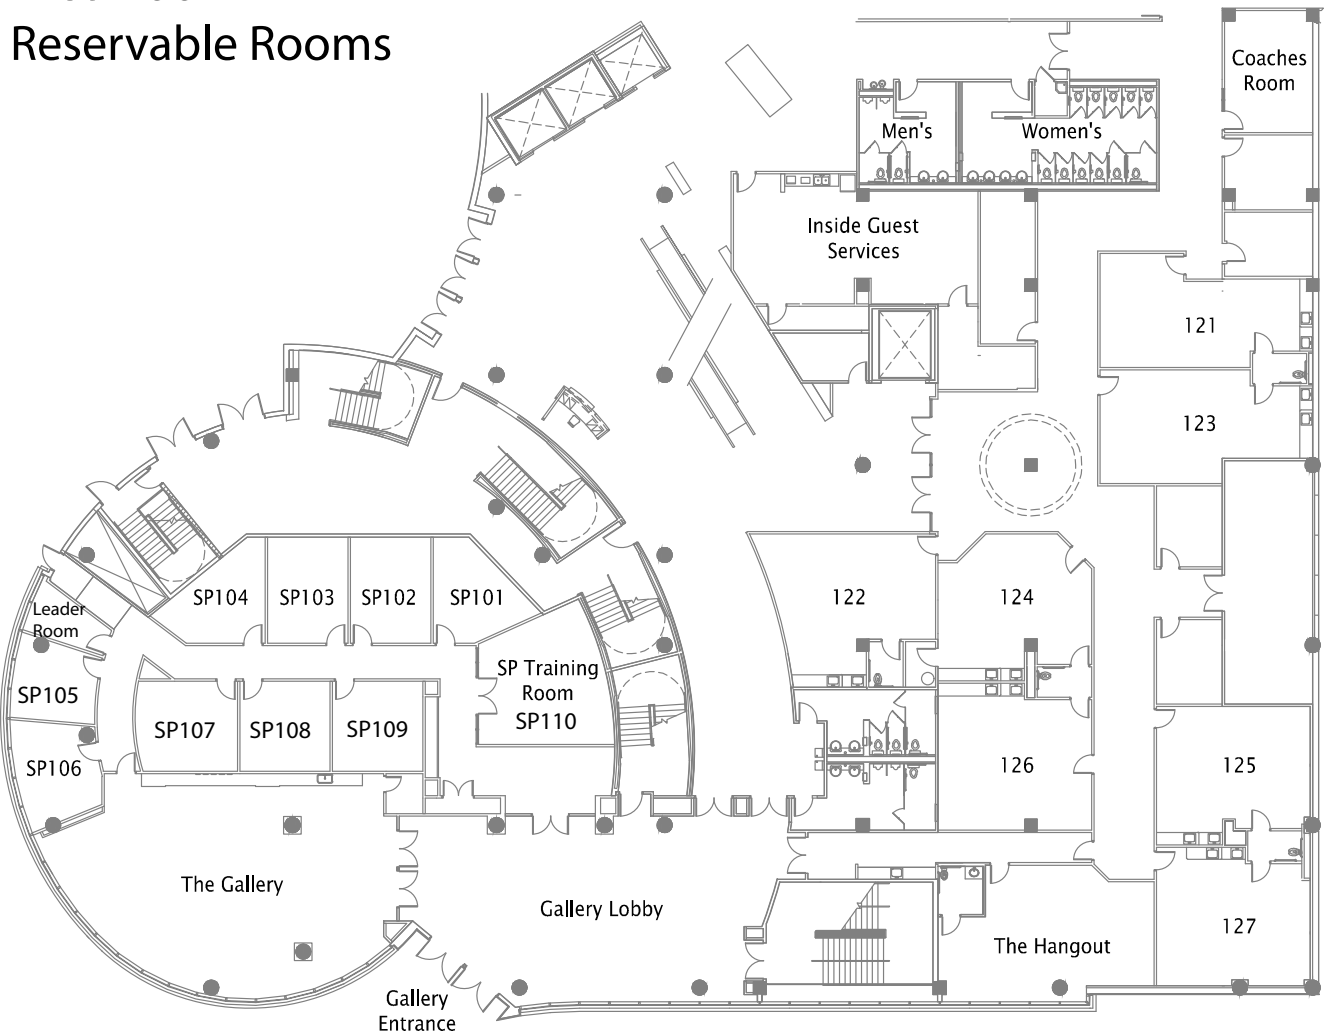 Reservable Rooms
Coaches
Room
Men's
Women's
Inside Guest
Services
121
123
122
124
SP104
SP103
SP102
SP101
Leader
Room
SP Training
Room
SP110
SP105
SP107
SP108
SP109
SP106
126
125
The Gallery
Gallery Lobby
The Hangout
127
Gallery
Entrance